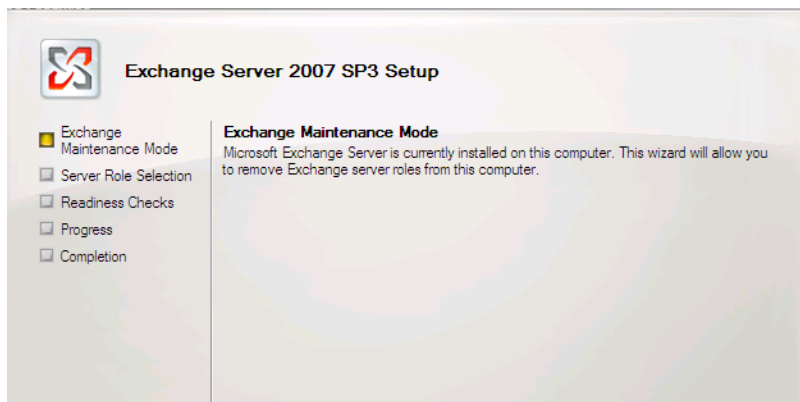 Exchange Server 2007 SP3 Setup
Exchange
Maintenance Mode
Server Role Selection
Readiness Checks
Progress
Completion
Exchange Maintenance Mode
Microsoft Exchange Server is currently installed on this computer. This wizard will allow you
to remove Exchange server roles from this computer.